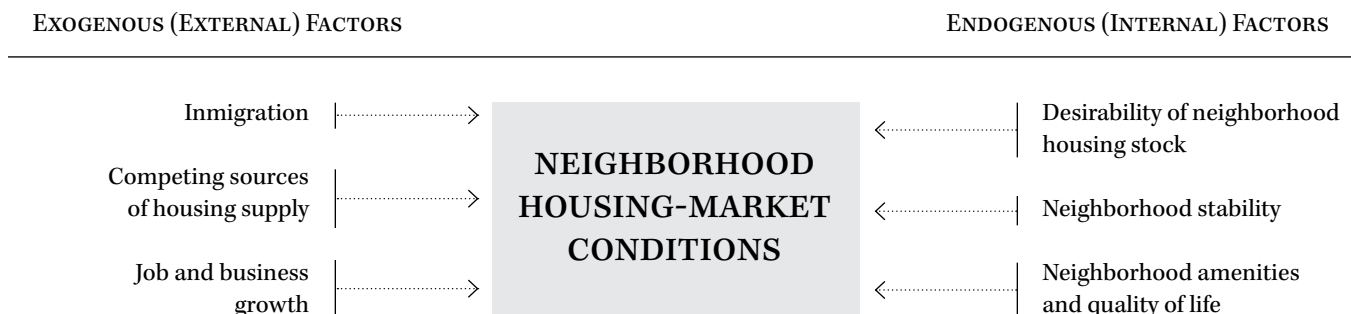 EXOGENOUS (EXTERNAL) FACTORS
ENDOGENOUS (INTERNAL) FACTORS
Inmigration
Competing sources
of housing supply
Job and business
growth
NEIGHBORHOOD
HOUSING-MARKET
CONDITIONS
Desirability of neighborhood
housing stock
Neighborhood stability
Neighborhood amenities
and quality of life